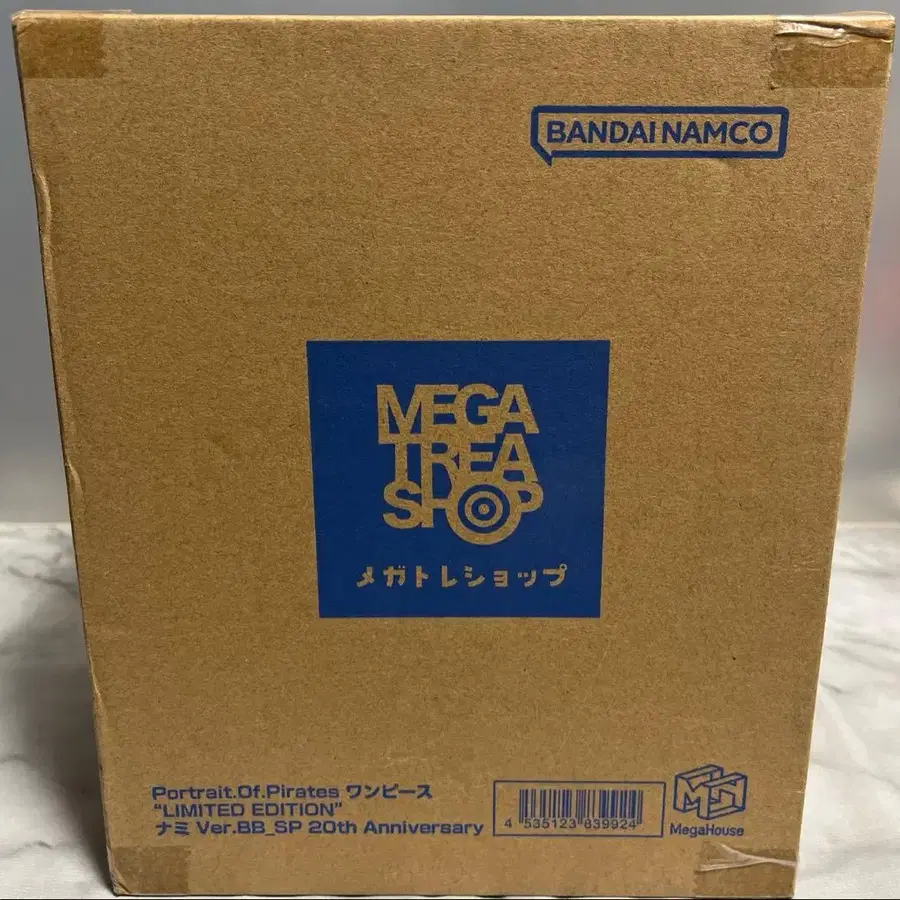 BANDAI NAMCO
MEGA
TREA
SHOP
メガトレショップ
Portrait.Of.Pirates ワンピース
“LIMITED EDITION”
ナミ Ver.BB_SP 20th Anniversary
4 535123 839924
MegaHouse